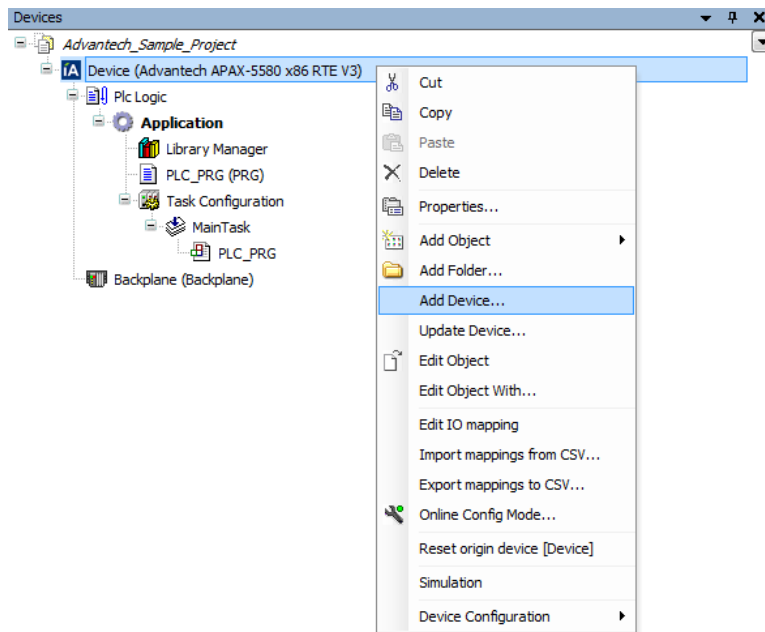 Devices
Advantech_Sample_Project
Device (Advantech APAX-5580 x86 RTE V3)
Plc Logic
Application
Library Manager
PLC_PRG (PRG)
Task Configuration
MainTask
PLC_PRG
Backplane (Backplane)
Cut
Copy
Paste
Delete
Properties...
Add Object
Add Folder...
Add Device...
Update Device...
Edit Object
Edit Object With...
Edit IO mapping
Import mappings from CSV...
Export mappings to CSV...
Online Config Mode...
Reset origin device [Device]
Simulation
Device Configuration